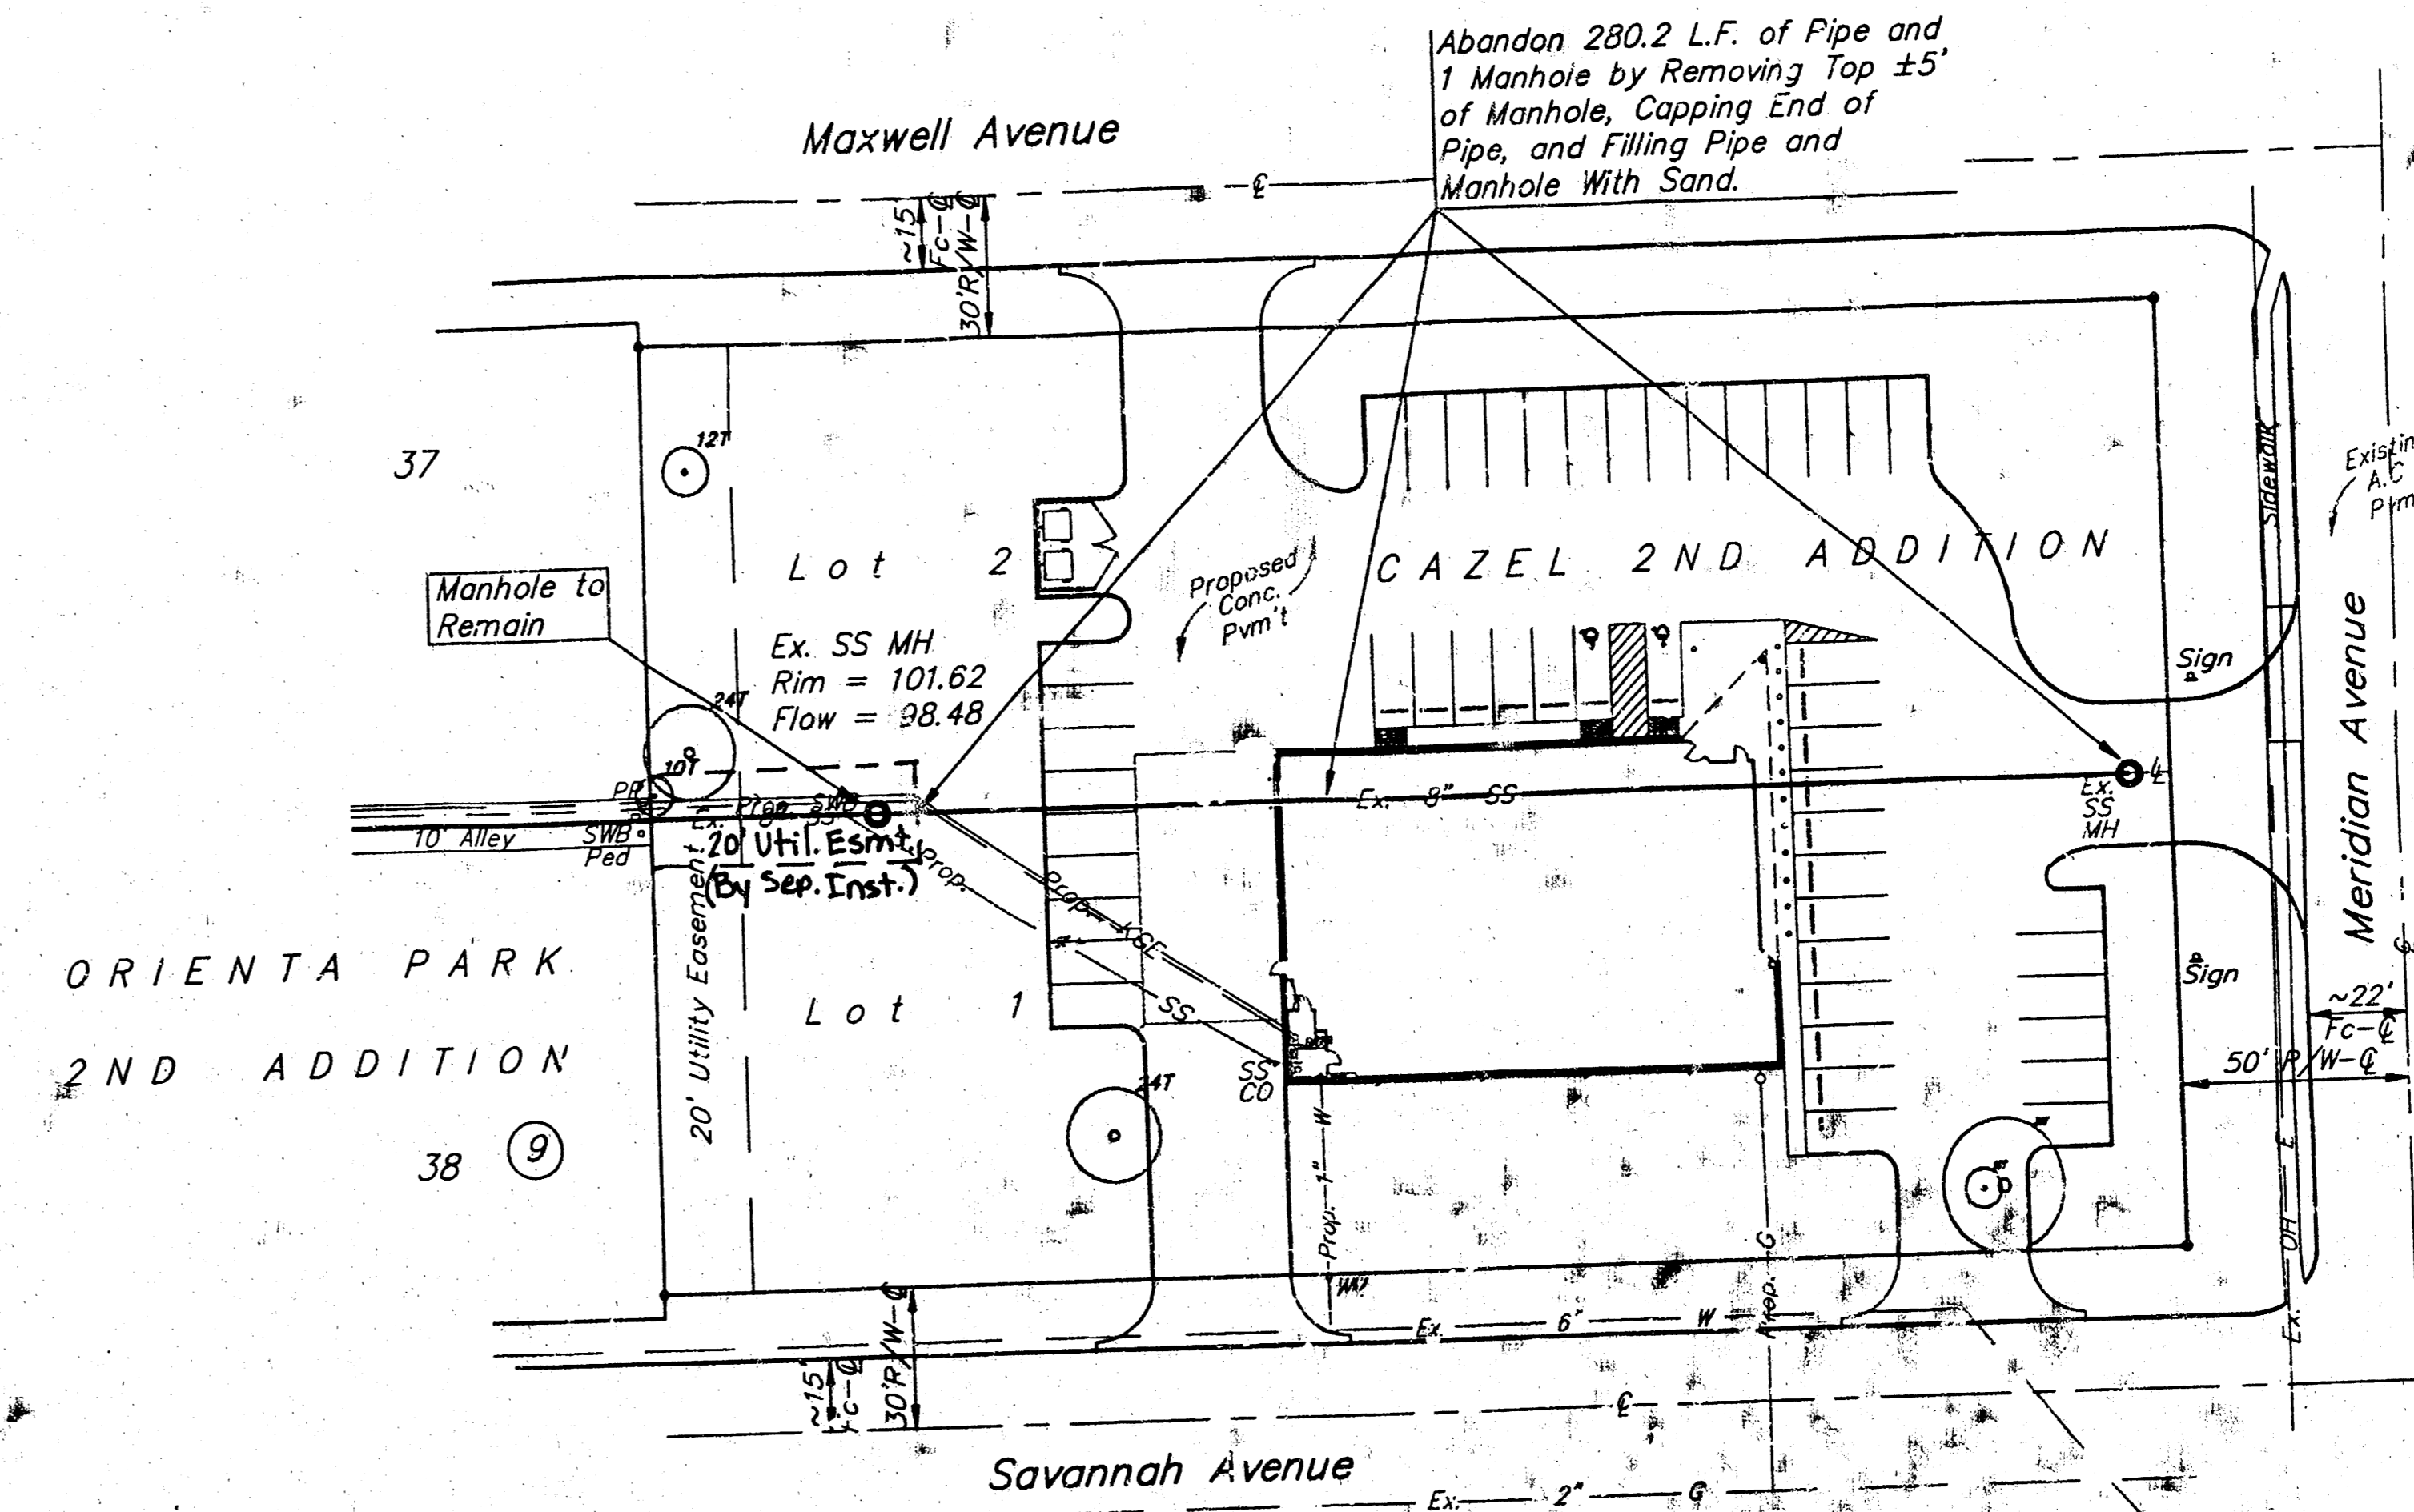 Abandon 280.2 L.F. of Pipe and
1 Manhole by Removing Top ±5'
of Manhole, Capping End of
Pipe, and Filling Pipe and
Manhole With Sand.
Maxwell Avenue
℄
~15'
Fc-℄
30'R/W-℄
12T
37
Sidewalk
A.C
Lot 2
CAZEL 2ND ADDITION
Proposed
Conc.
Pvm't
Manhole to
Remain
Ex. SS MH
Rim = 101.62
Flow = 98.48
24T
Sign
Meridian Avenue
10T
PP
Ex. 8" SS
Ex.
SS
MH
10' Alley
SWB
Ped
20' Util. Esmt.
(By Sep. Inst.)
Prop.
Prop. KGE
SS
20' Utility Easement
ORIENTA PARK
2ND ADDITION
Lot 1
Sign
~22'
Fc-℄
50' R/W-℄
SS
CO
24T
38 9
Prop. 1" W
WV
G
Ex. 6" W
Ex. OH E
~15'
Fc-℄
30'R/W-℄
℄
Savannah Avenue
Ex. 2" G